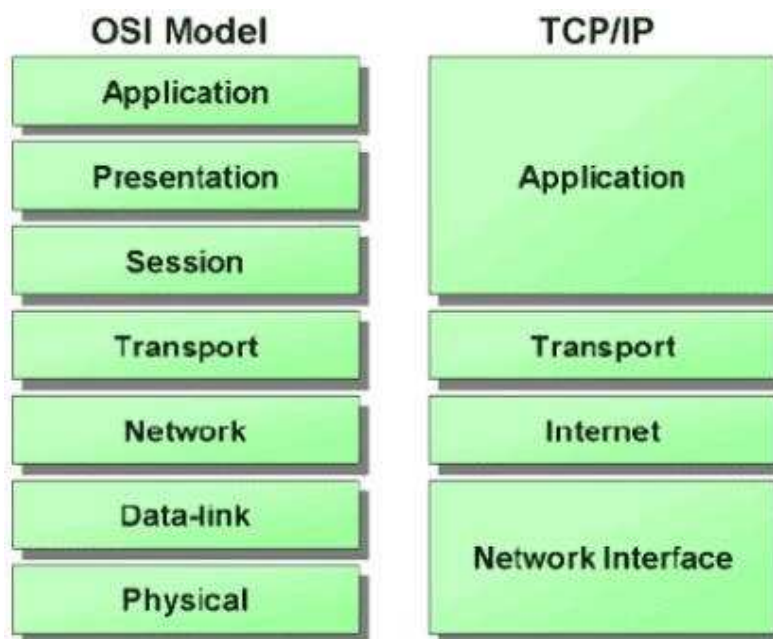 OSI Model
Application
Presentation
Session
Transport
Network
Data-link
Physical
TCP/IP
Application
Transport
Internet
Network Interface